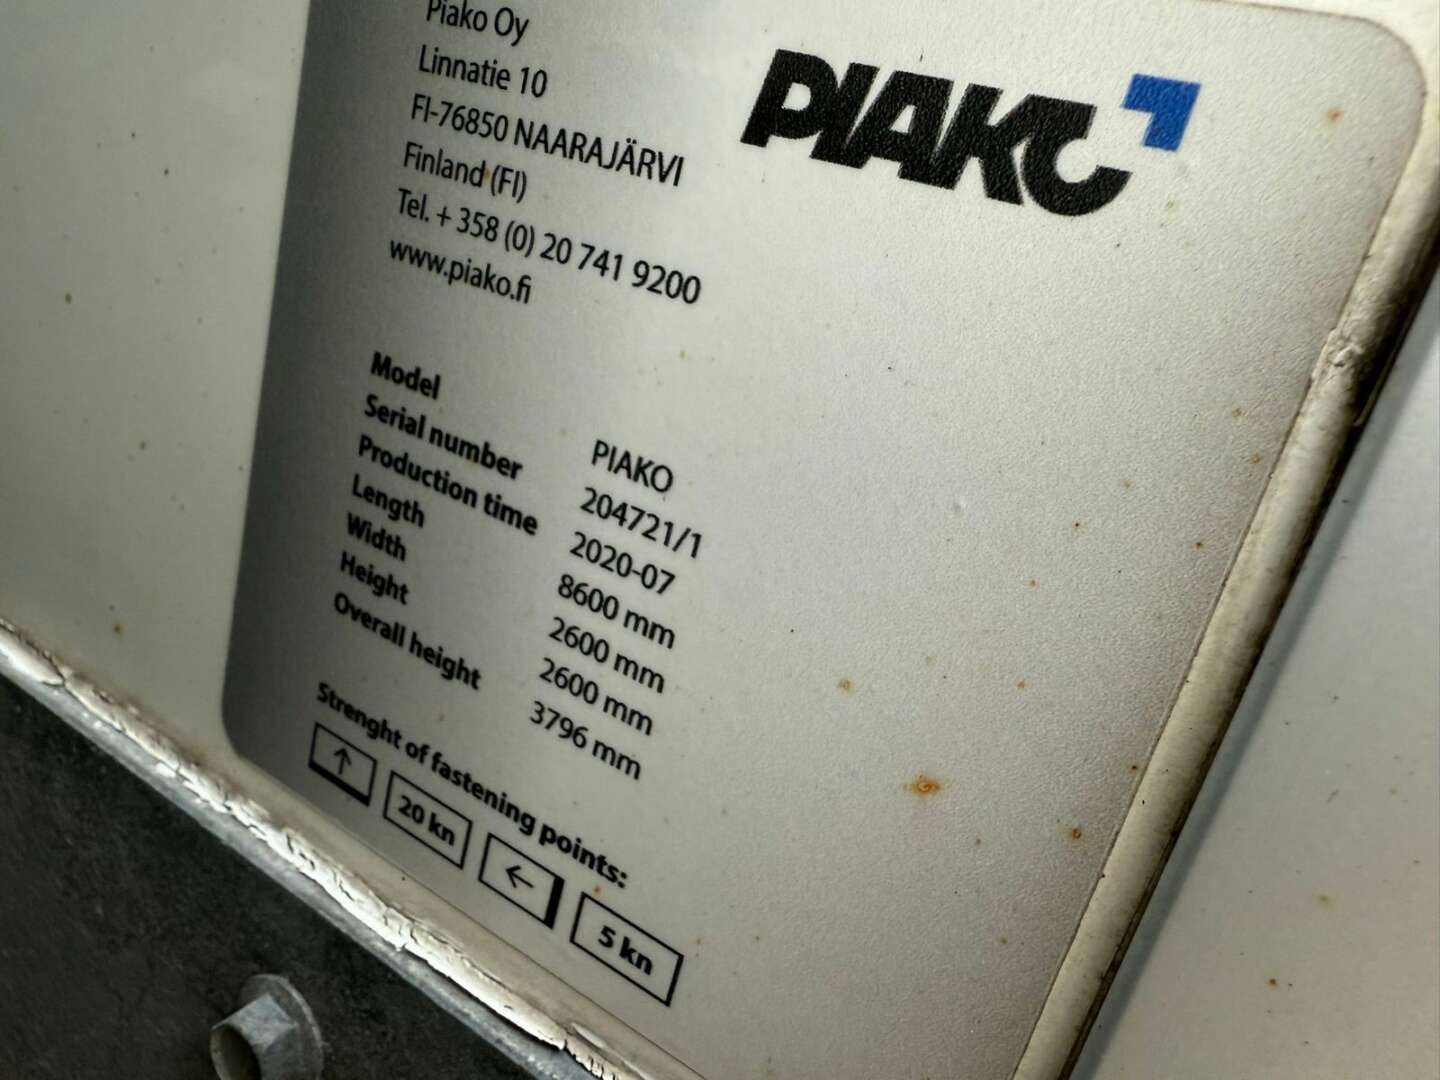 Piako Oy
Linnatie 10
FI-76850 NAARAJÄRVI
Finland (FI)
Tel. + 358 (0) 20 741 9200
www.piako.fi
PIAKO
Model PIAKO
Serial number 204721/1
Production time 2020-07
Length 8600 mm
Width 2600 mm
Height 2600 mm
Overall height 3796 mm
Strenght of fastening points:
↑ 20 kn ← 5 kn